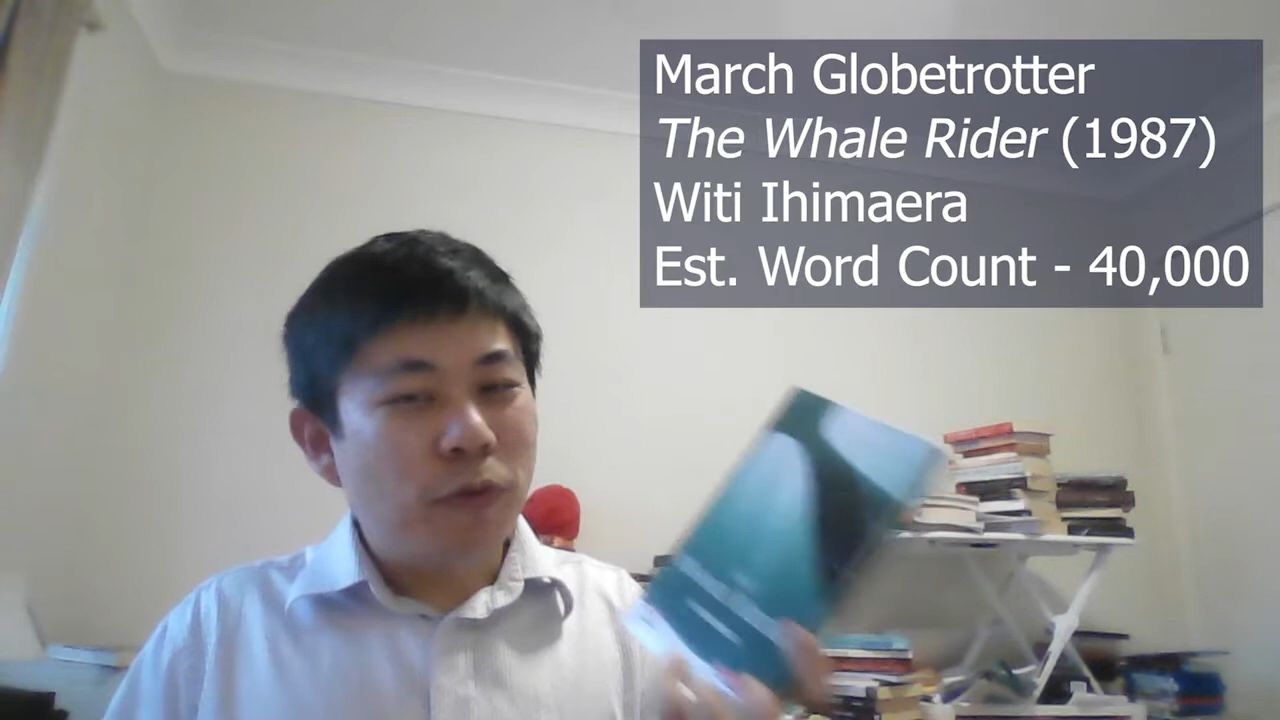 March Globetrotter
The Whale Rider (1987)
Witi Ihimaera
Est. Word Count - 40,000